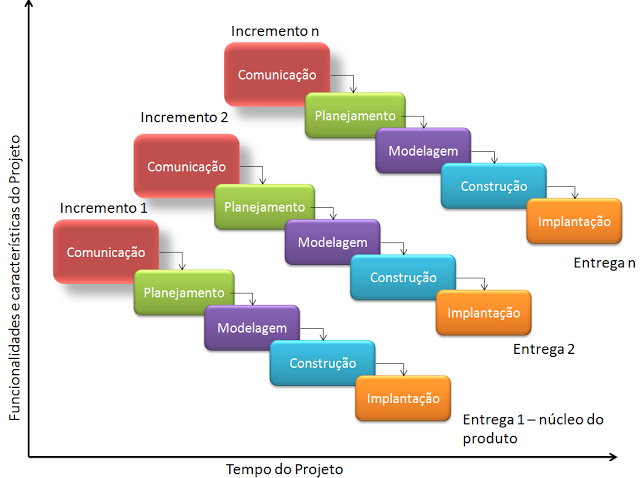 Incremento n
Comunicação
Planejamento
Modelagem
Construção
Implantação
Entrega n
Incremento 2
Comunicação
Planejamento
Modelagem
Construção
Implantação
Entrega 2
Incremento 1
Comunicação
Planejamento
Modelagem
Construção
Implantação
Entrega 1 – núcleo do
produto
Funcionalidades e características do Projeto
Tempo do Projeto